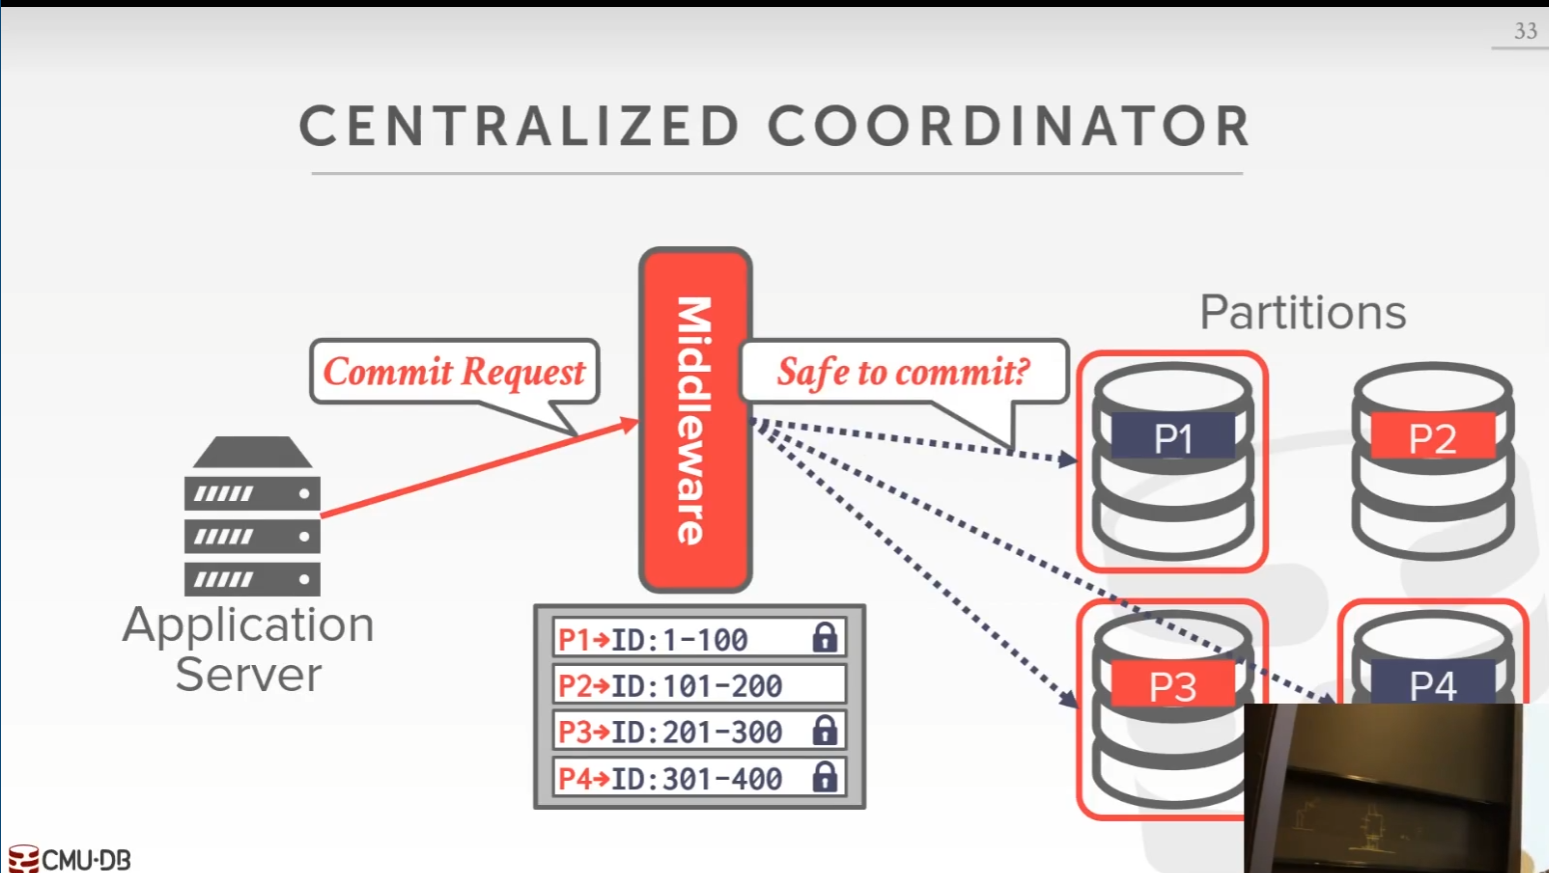 33
CENTRALIZED COORDINATOR
Commit Request
Middleware
Safe to commit?
Partitions
P1
P2
P3
P4
Application
Server
P1→ID:1-100
P2→ID:101-200
P3→ID:201-300
P4→ID:301-400
CMU·DB